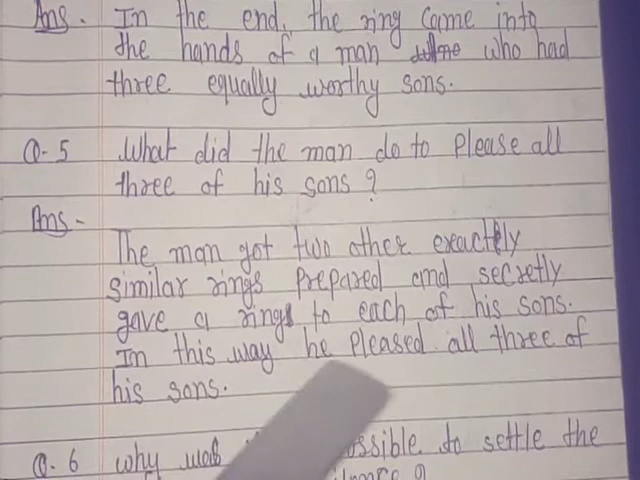 Ans. In the end, the ring came into
the hands of a man who had
three equally worthy sons.
Q.5 What did the man do to please all
three of his sons ?
Ans -
The man got two other exactely
similar rings prepared and secretly
gave a rings to each of his sons.
In this way he pleased all three of
his sons.
Q.6 why was ssible to settle the